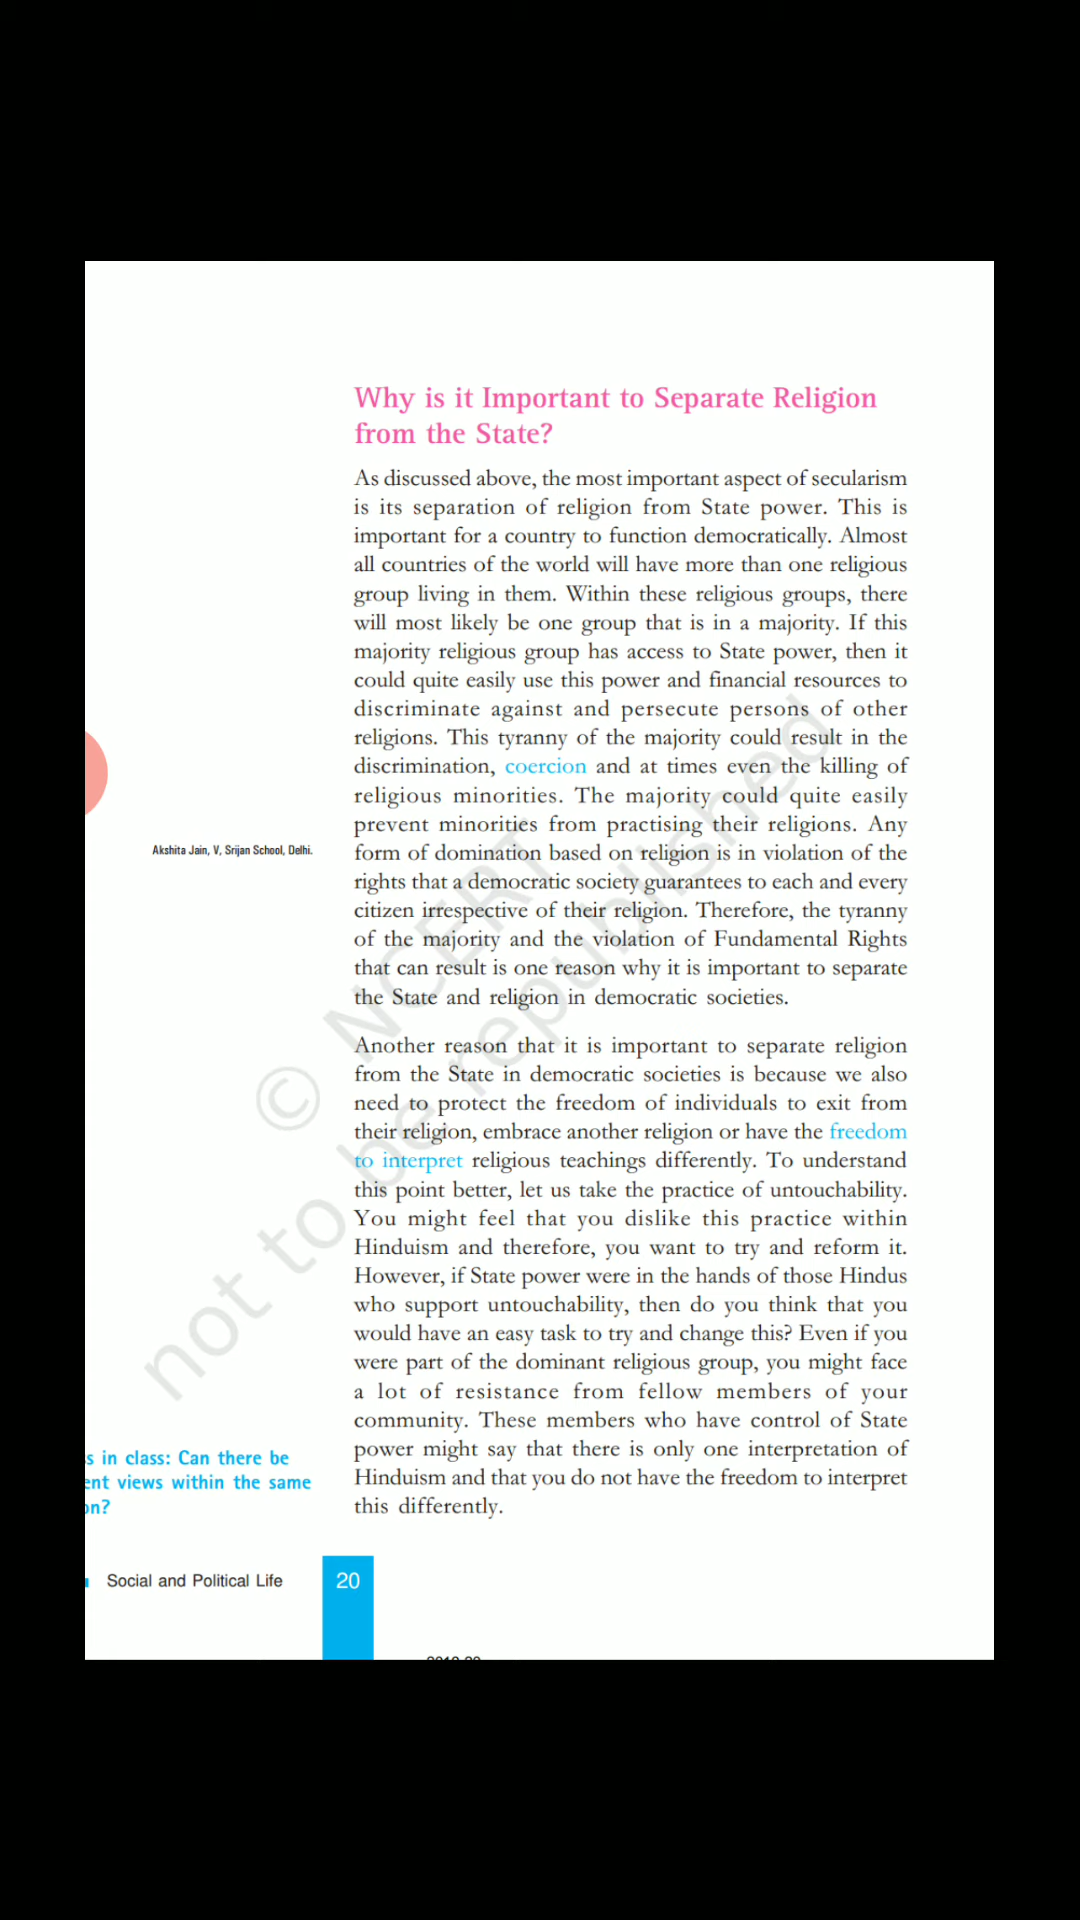 Why is it Important to Separate Religion
from the State?
As discussed above, the most important aspect of secularism
is its separation of religion from State power. This is
important for a country to function democratically. Almost
all countries of the world will have more than one religious
group living in them. Within these religious groups, there
will most likely be one group that is in a majority. If this
majority religious group has access to State power, then it
could quite easily use this power and financial resources to
discriminate against and persecute persons of other
religions. This tyranny of the majority could result in the
discrimination, coercion and at times even the killing of
religious minorities. The majority could quite easily
prevent minorities from practising their religions. Any
form of domination based on religion is in violation of the
rights that a democratic society guarantees to each and every
citizen irrespective of their religion. Therefore, the tyranny
of the majority and the violation of Fundamental Rights
that can result is one reason why it is important to separate
the State and religion in democratic societies.
Akshita Jain, V, Srijan School, Delhi.
Another reason that it is important to separate religion
from the State in democratic societies is because we also
need to protect the freedom of individuals to exit from
their religion, embrace another religion or have the freedom
to interpret religious teachings differently. To understand
this point better, let us take the practice of untouchability.
You might feel that you dislike this practice within
Hinduism and therefore, you want to try and reform it.
However, if State power were in the hands of those Hindus
who support untouchability, then do you think that you
would have an easy task to try and change this? Even if you
were part of the dominant religious group, you might face
a lot of resistance from fellow members of your
community. These members who have control of State
power might say that there is only one interpretation of
Hinduism and that you do not have the freedom to interpret
this differently.
s in class: Can there be
ent views within the same
on?
Social and Political Life
20
© NCERT
not to be republished